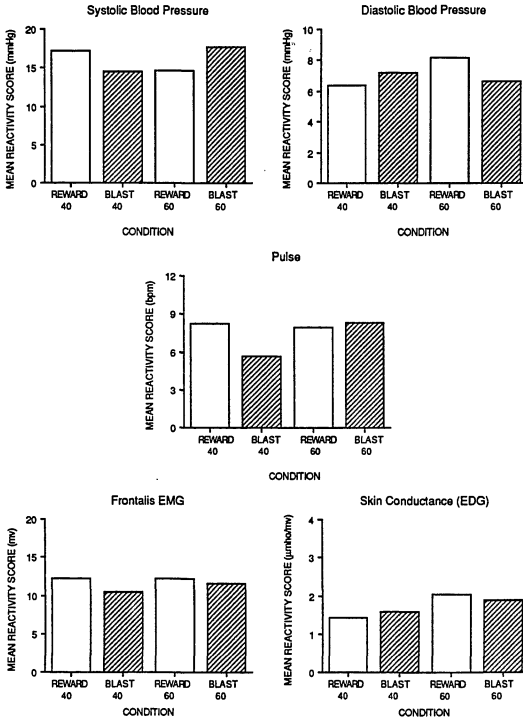 Systolic Blood Pressure
MEAN REACTIVITY SCORE (mmHg)
20
15
10
5
0
REWARD BLAST REWARD BLAST
40 40 60 60
CONDITION
Diastolic Blood Pressure
MEAN REACTIVITY SCORE (mmHg)
10
8
6
4
2
0
REWARD BLAST REWARD BLAST
40 40 60 60
CONDITION
Pulse
MEAN REACTIVITY SCORE (bpm)
12
9
6
3
0
REWARD BLAST REWARD BLAST
40 40 60 60
CONDITION
Frontalis EMG
MEAN REACTIVITY SCORE (mv)
20
15
10
5
0
REWARD BLAST REWARD BLAST
40 40 60 60
CONDITION
Skin Conductance (EDG)
MEAN REACTIVITY SCORE (µmho/mv)
4
3
2
1
0
REWARD BLAST REWARD BLAST
40 40 60 60
CONDITION